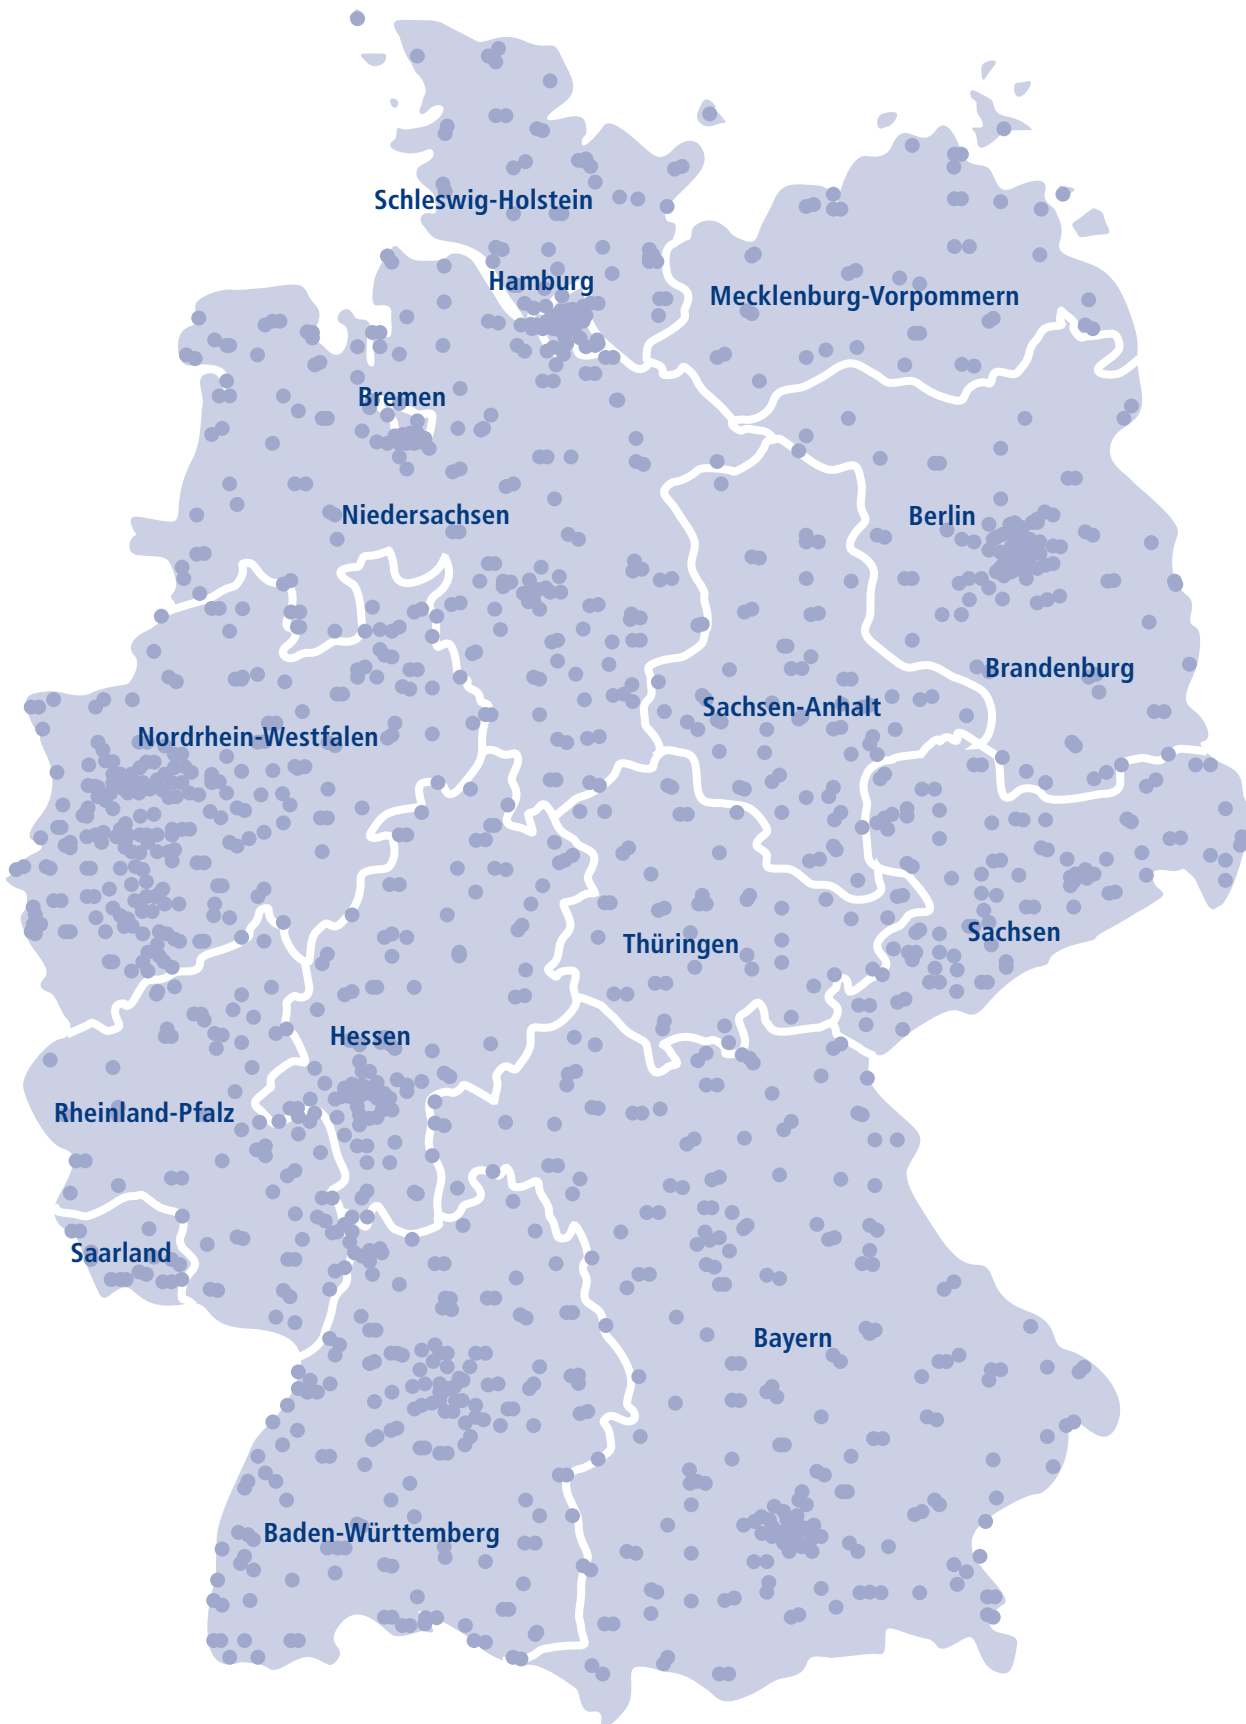 Schleswig-Holstein
Hamburg
Mecklenburg-Vorpommern
Bremen
Niedersachsen
Berlin
Brandenburg
Sachsen-Anhalt
Nordrhein-Westfalen
Sachsen
Thüringen
Hessen
Rheinland-Pfalz
Saarland
Bayern
Baden-Württemberg